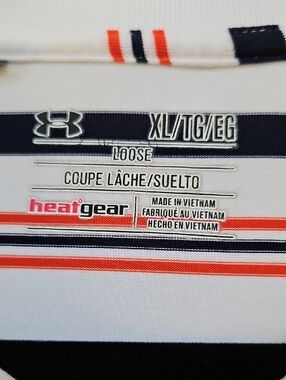 XL/TG/EG
LOOSE
COUPE LÂCHE/SUELTO
heatgear
MADE IN VIETNAM
FABRIQUÉ AU VIETNAM
HECHO EN VIETNAM